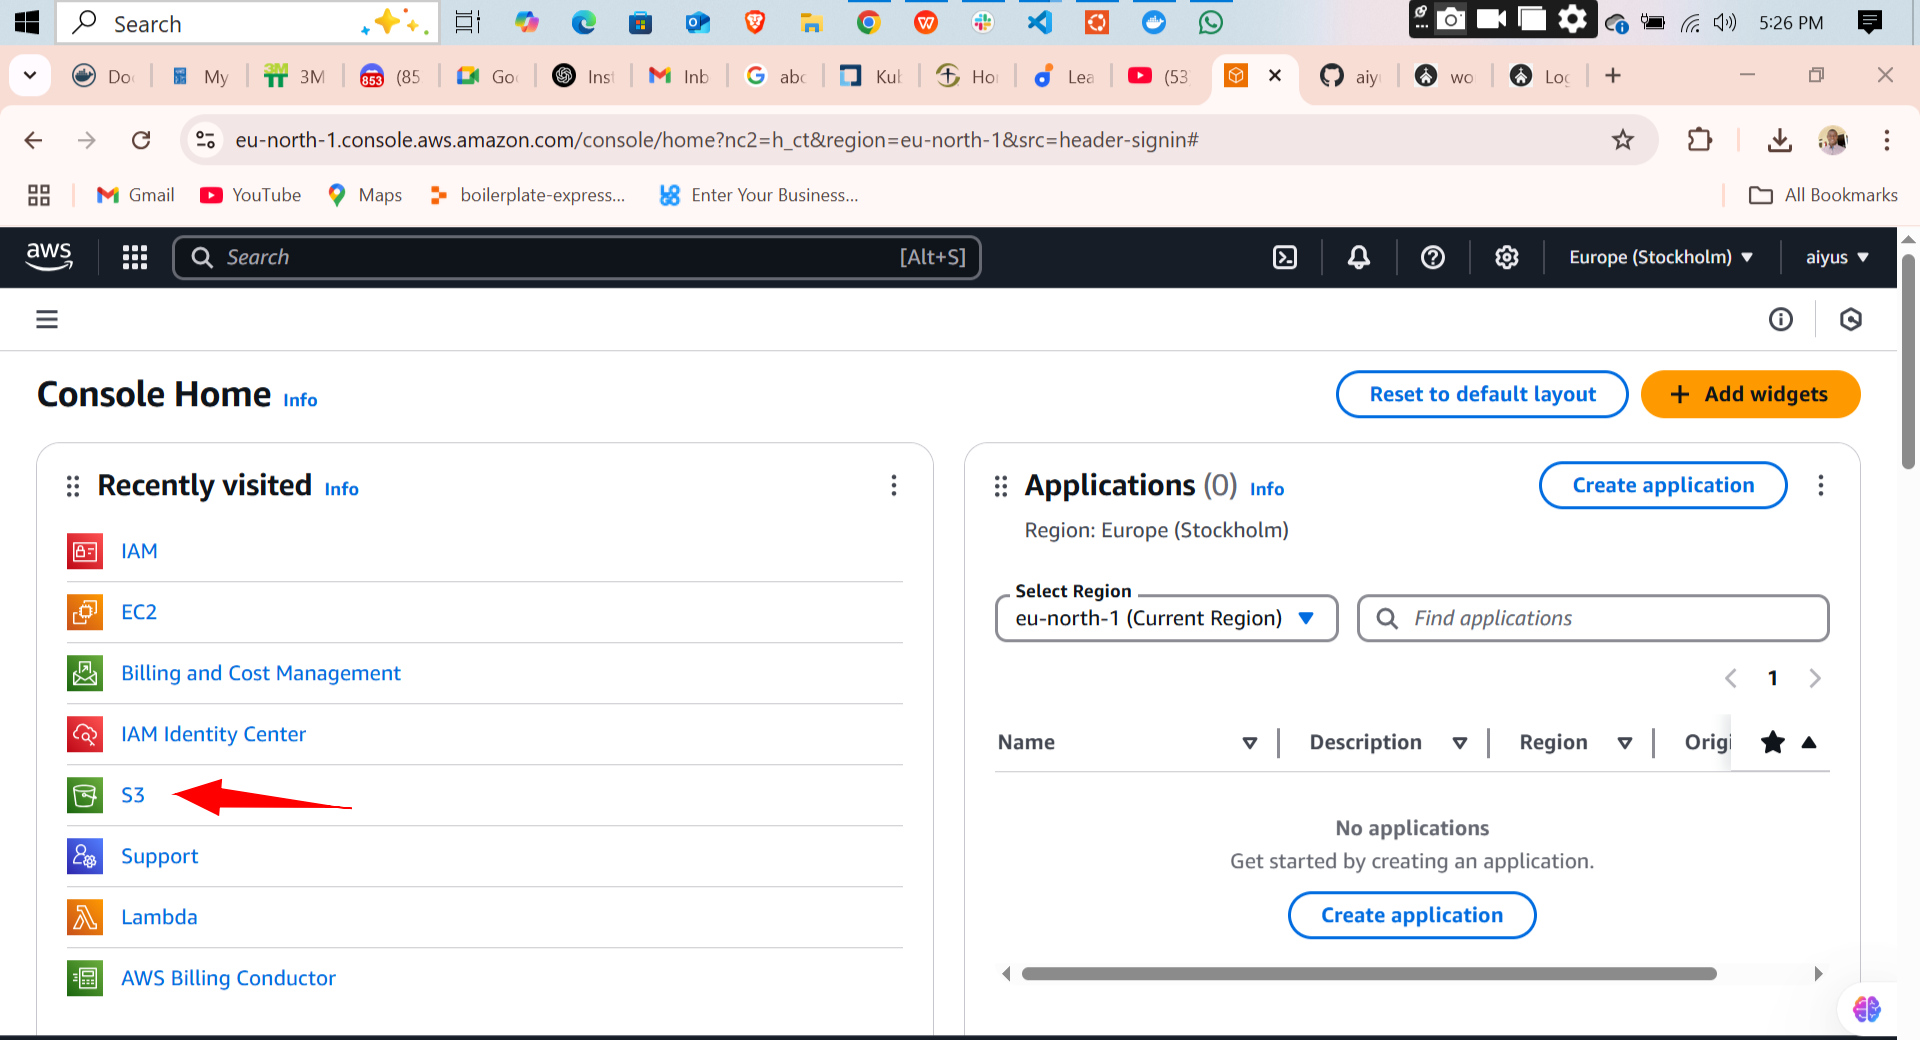 Search
5:26 PM
Do
My
3M
853
(85
Go
Inst
Inb
abc
Kub
Ho
Lea
(53
aiy
wo
Log
eu-north-1.console.aws.amazon.com/console/home?nc2=h_ct&region=eu-north-1&src=header-signin#
Gmail
YouTube
Maps
boilerplate-express...
Enter Your Business...
All Bookmarks
aws
Search
[Alt+S]
Europe (Stockholm)
aiyus
Console Home Info
Reset to default layout
+ Add widgets
Recently visited Info
IAM
EC2
Billing and Cost Management
IAM Identity Center
S3
Support
Lambda
AWS Billing Conductor
Applications (0) Info
Create application
Region: Europe (Stockholm)
Select Region
eu-north-1 (Current Region)
Find applications
1
Name
Description
Region
Origi
No applications
Get started by creating an application.
Create application